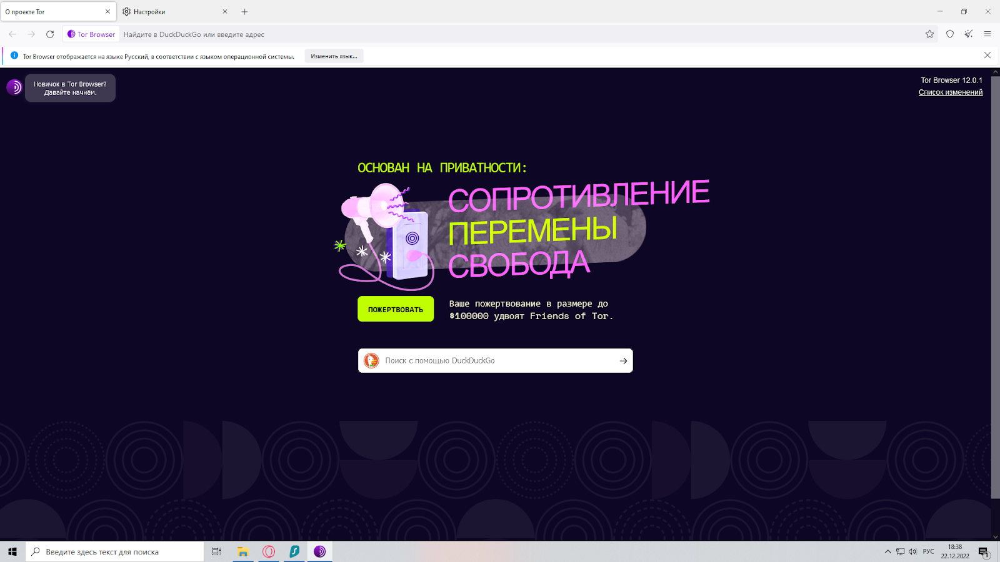 О проекте Tor
Настройки
Tor Browser
Найдите в DuckDuckGo или введите адрес
Tor Browser отображается на языке Русский, в соответствии с языком операционной системы.
Изменить язык...
Новичок в Tor Browser?
Давайте начнём.
Tor Browser 12.0.1
Список изменений
ОСНОВАН НА ПРИВАТНОСТИ:
СОПРОТИВЛЕНИЕ
ПЕРЕМЕНЫ
СВОБОДА
ПОЖЕРТВОВАТЬ
Ваше пожертвование в размере до
$100000 удвоят Friends of Tor.
Поиск с помощью DuckDuckGo
Введите здесь текст для поиска
РУС
18:38
22.12.2022
1